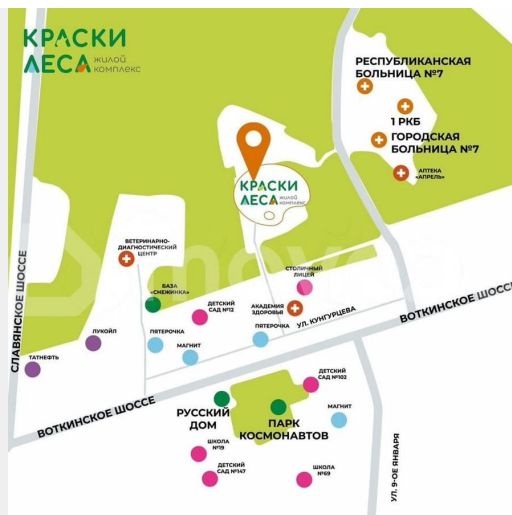 КРАСКИ
ЛЕСА жилой
комплекс
РЕСПУБЛИКАНСКАЯ
БОЛЬНИЦА №7
1 РКБ
ГОРОДСКАЯ
БОЛЬНИЦА №7
АПТЕКА
«АПРЕЛЬ»
КРАСКИ
ЛЕСА жилой
комплекс
ВЕТЕРИНАРНО-
ДИАГНОСТИЧЕСКИЙ
ЦЕНТР
СТОЛИЧНЫЙ
ЛИЦЕЙ
БАЗА
«СНЕЖИНКА»
ДЕТСКИЙ
САД №12
АКАДЕМИЯ
ЗДОРОВЬЯ
УЛ. КУНГУРЦЕВА
ВОТКИНСКОЕ ШОССЕ
СЛАВЯНСКОЕ ШОССЕ
ЛУКОЙЛ
ТАТНЕФТЬ
ПЯТЕРОЧКА
МАГНИТ
ПЯТЕРОЧКА
ВОТКИНСКОЕ ШОССЕ
ДЕТСКИЙ
САД №102
РУССКИЙ
ДОМ
ПАРК
КОСМОНАВТОВ
МАГНИТ
ШКОЛА
№19
ДЕТСКИЙ
САД №147
ШКОЛА
№69
УЛ. 9-ОЕ ЯНВАРЯ